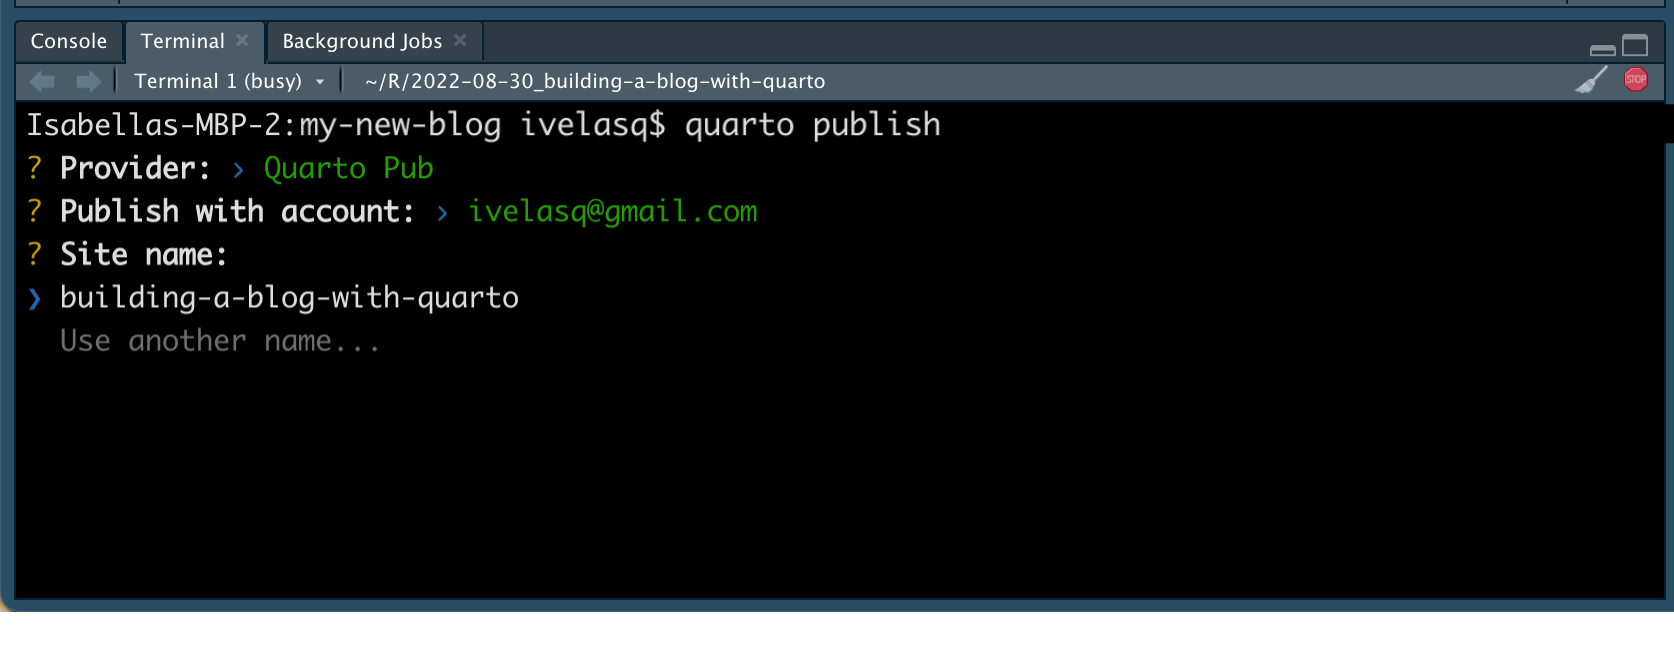 Console Terminal × Background Jobs ×
Terminal 1 (busy) ~/R/2022-08-30_building-a-blog-with-quarto STOP
Isabellas-MBP-2:my-new-blog ivelasq$ quarto publish
? Provider: › Quarto Pub
? Publish with account: › ivelasq@gmail.com
? Site name:
❯ building-a-blog-with-quarto
Use another name...